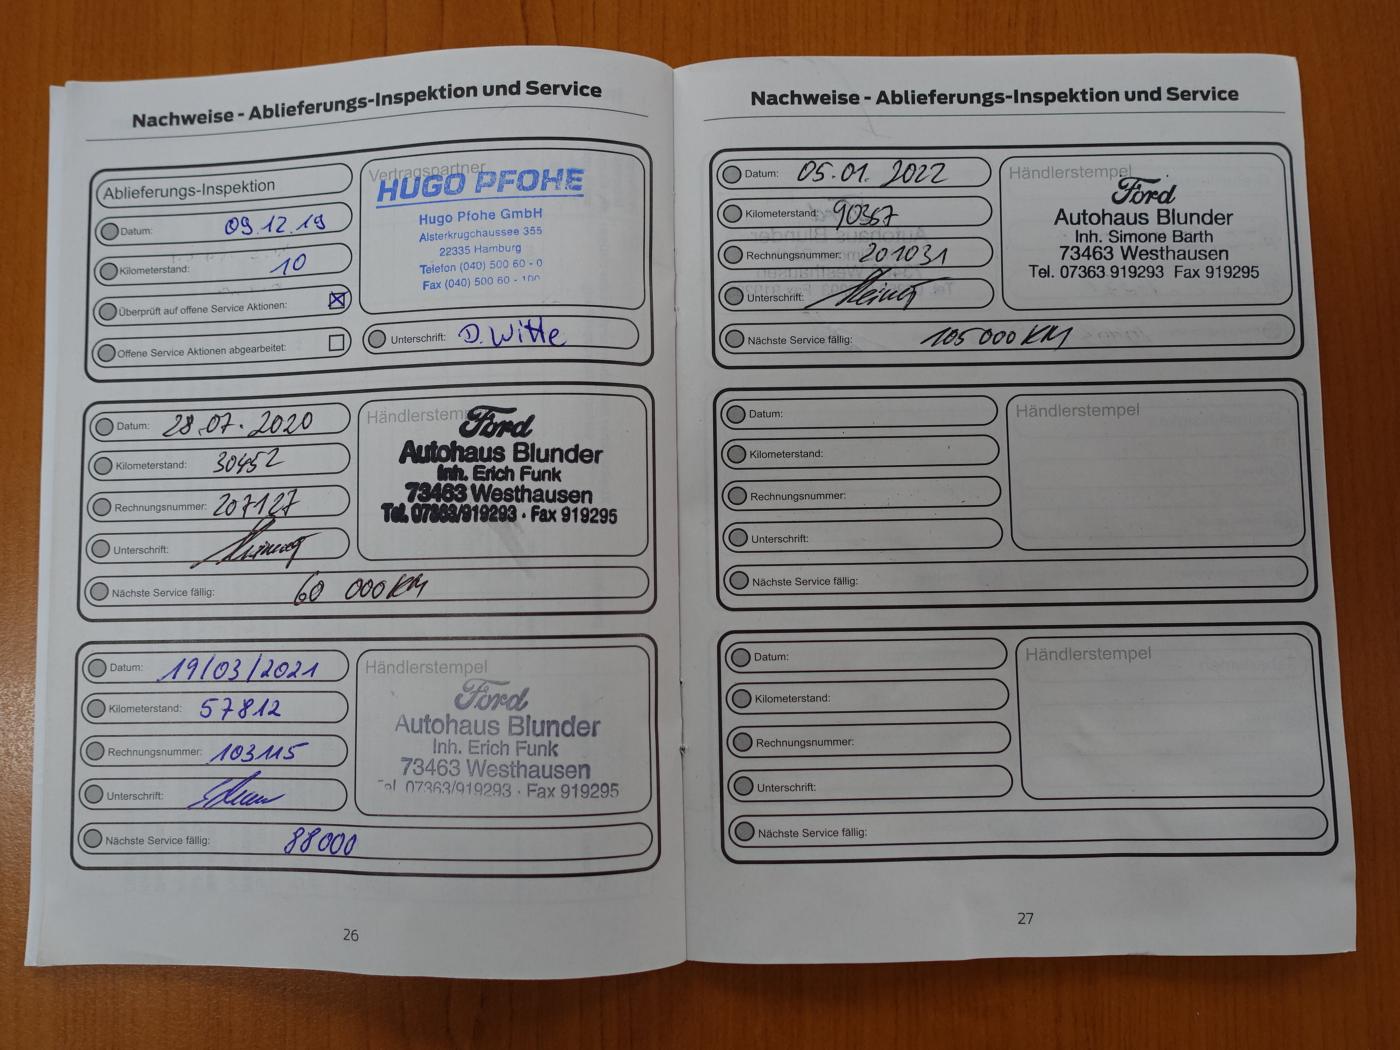 Nachweise - Ablieferungs-Inspektion und Service
Ablieferungs-Inspektion
Datum: 09.12.19
Kilometerstand: 10
Überprüft auf offene Service Aktionen:
Offene Service Aktionen abgearbeitet:
Vertragspartner
HUGO PFOHE
Hugo Pfohe GmbH
Alsterkrugchaussee 355
22335 Hamburg
Telefon (040) 500 60 - 0
Fax (040) 500 60 - 100
Unterschrift: D. Witte
Datum: 28.07.2020
Kilometerstand: 30452
Rechnungsnummer: 207127
Unterschrift:
Händlerstempel
Ford
Autohaus Blunder
Inh. Erich Funk
73463 Westhausen
Tel. 07363/919293 · Fax 919295
Nächste Service fällig: 60 000 KM
Datum: 19/03/2021
Kilometerstand: 57812
Rechnungsnummer: 103115
Unterschrift:
Händlerstempel
Ford
Autohaus Blunder
Inh. Erich Funk
73463 Westhausen
Tel. 07363/919293 · Fax 919295
Nächste Service fällig: 88000
26
Nachweise - Ablieferungs-Inspektion und Service
Datum: 05.01.2022
Kilometerstand: 90367
Rechnungsnummer: 201031
Unterschrift:
Händlerstempel
Ford
Autohaus Blunder
Inh. Simone Barth
73463 Westhausen
Tel. 07363 919293 Fax 919295
Nächste Service fällig: 105 000 KM
Datum:
Kilometerstand:
Rechnungsnummer:
Unterschrift:
Händlerstempel
Nächste Service fällig:
Datum:
Kilometerstand:
Rechnungsnummer:
Unterschrift:
Händlerstempel
Nächste Service fällig:
27